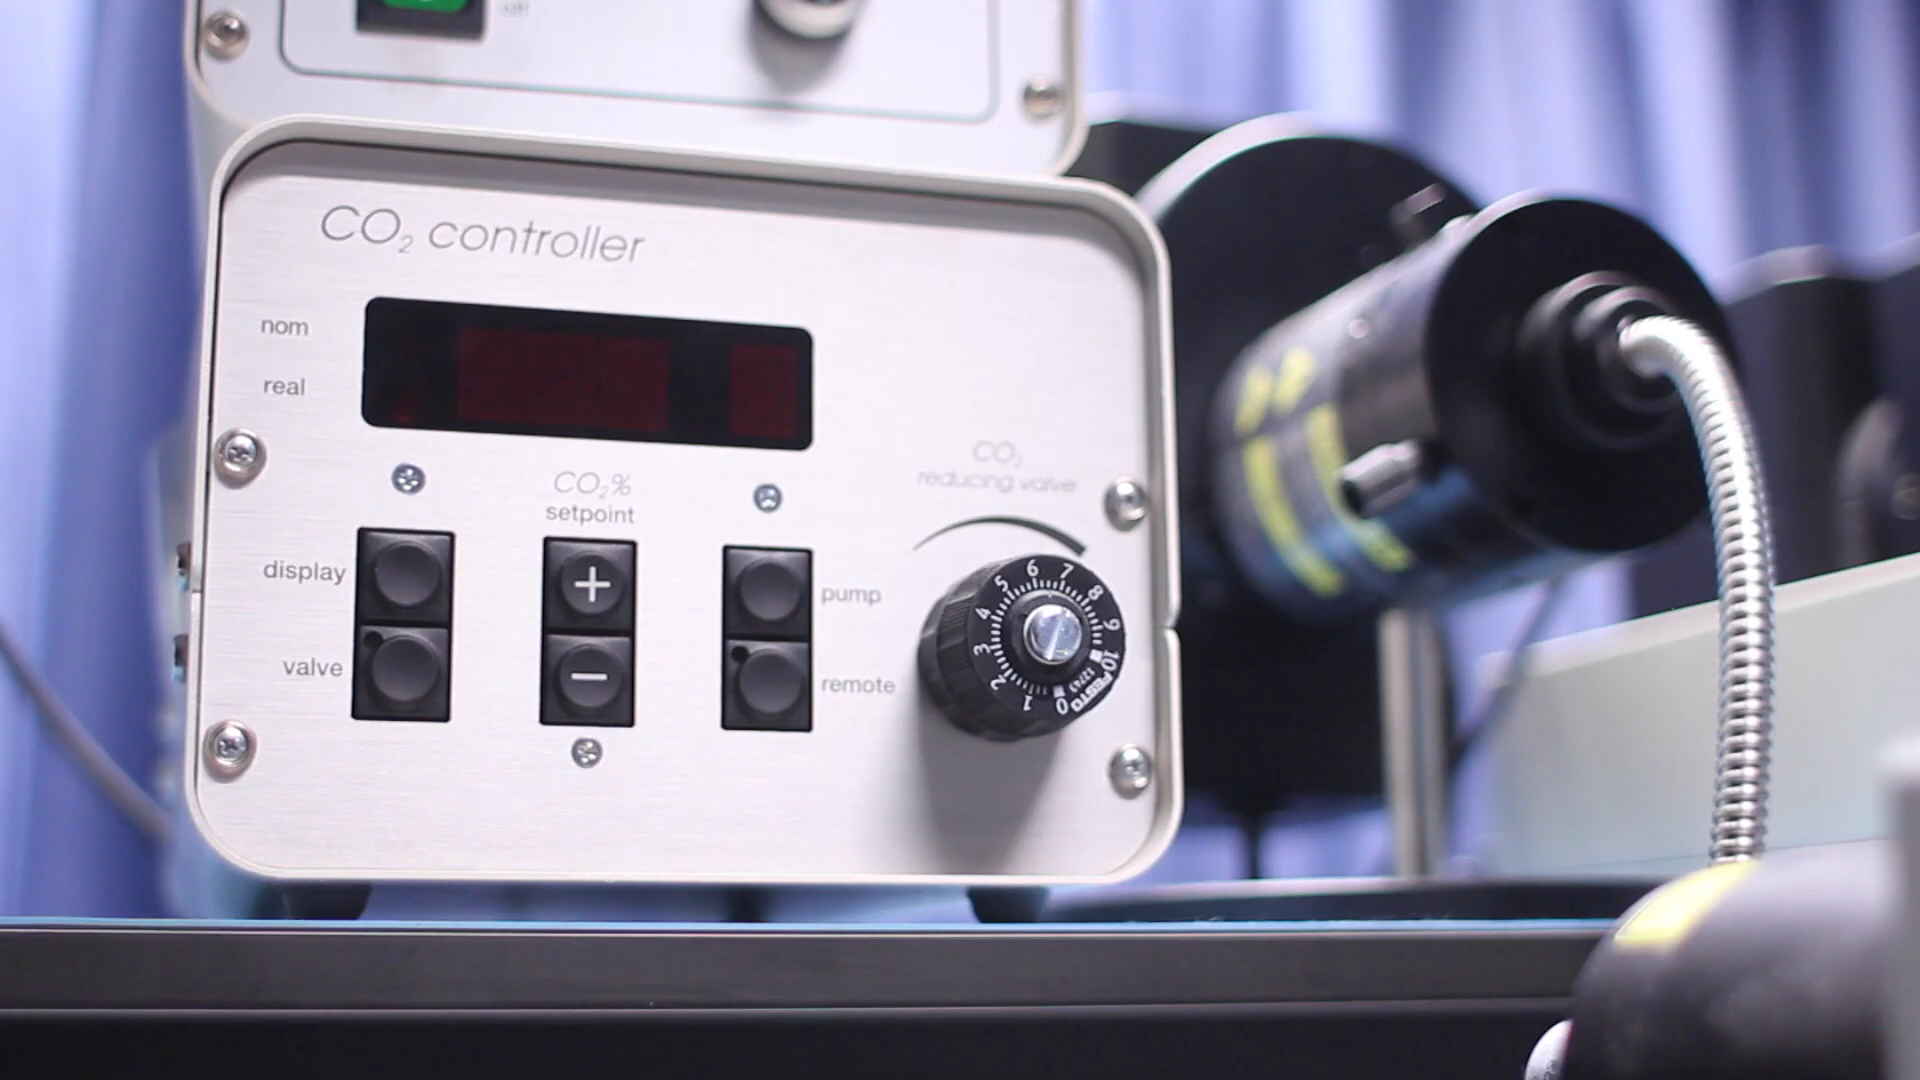 off
CO₂ controller
nom
real
CO₂%
setpoint
CO₂
reducing valve
display
valve
+
−
pump
remote
0 1 2 3 4 5 6 7 8 9 10
FESTO